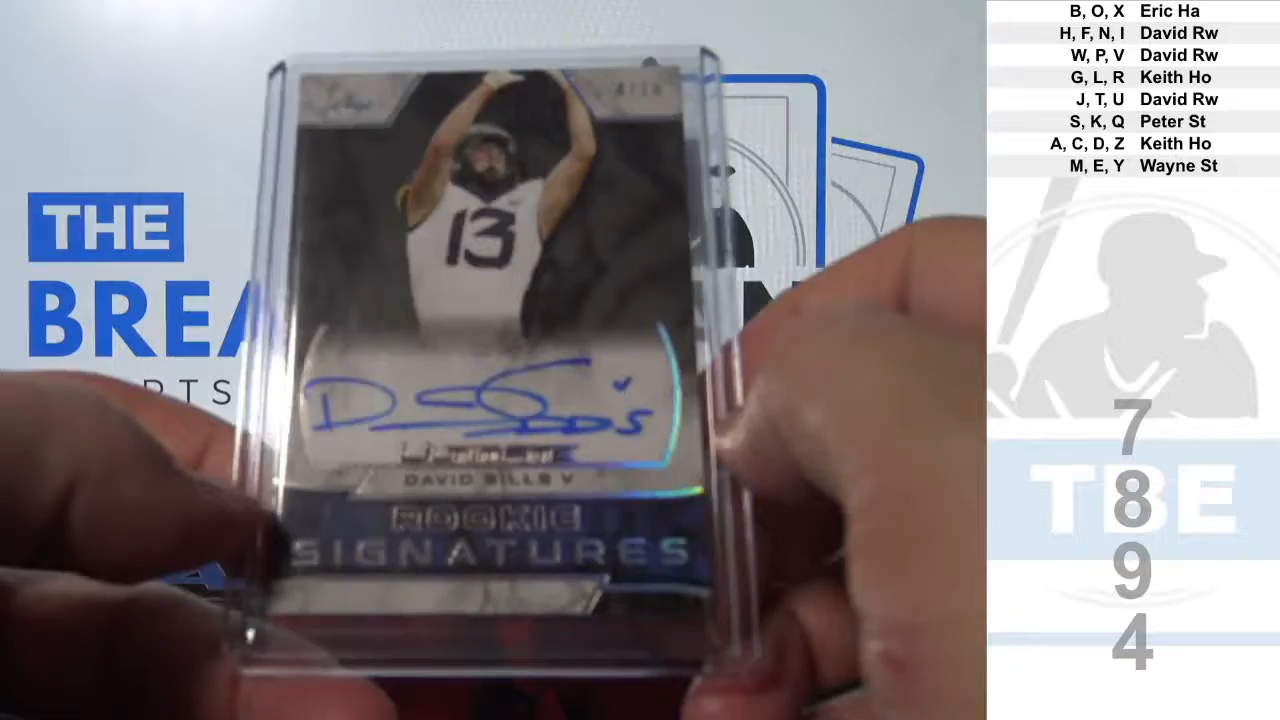 B, O, X Eric Ha
H, F, N, I David Rw
W, P, V David Rw
G, L, R Keith Ho
J, T, U David Rw
S, K, Q Peter St
A, C, D, Z Keith Ho
M, E, Y Wayne St
THE
BREA
RTS
13
DAVID SILLS V
ROOKIE
SIGNATURES
TBE
7
8
9
4